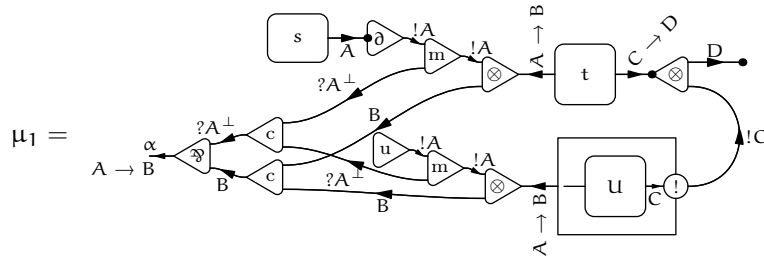 s
A
∂
!A
m
!A
⊗
A → B
t
C → D
⊗
D
?A⊥
B
μ₁ =
α
A → B
⅋
?A⊥
B
c
c
u
!A
m
!A
?A⊥
B
⊗
A → B
U
C
!
!C